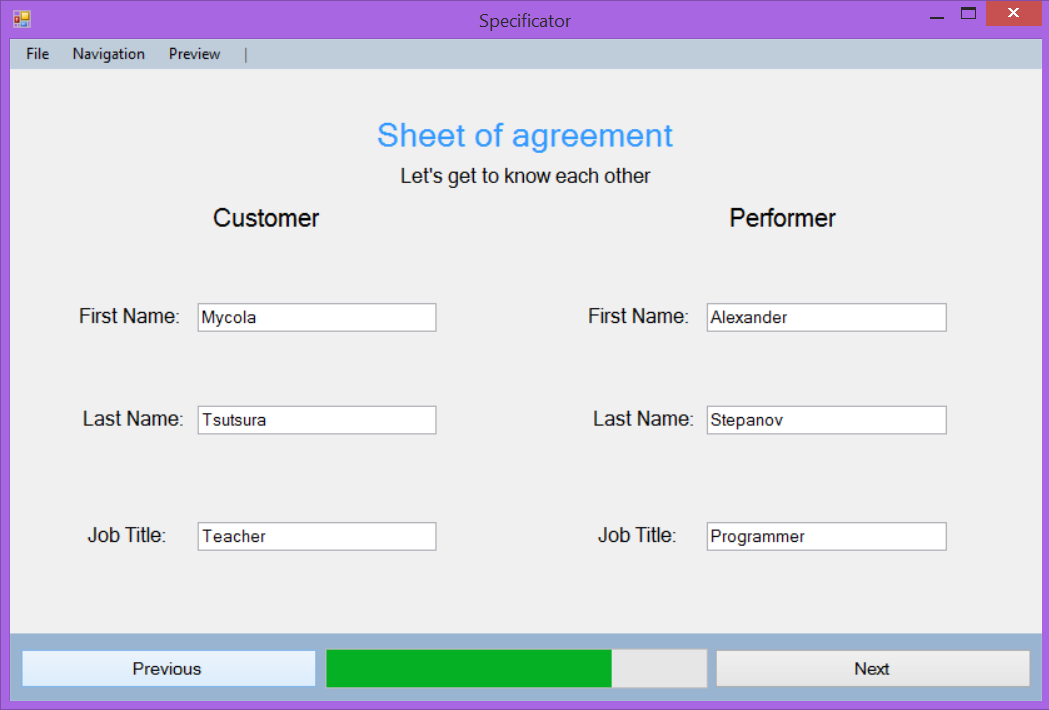 Specificator
File Navigation Preview |
Sheet of agreement
Let's get to know each other
Customer Performer
First Name: Mycola First Name: Alexander
Last Name: Tsutsura Last Name: Stepanov
Job Title: Teacher Job Title: Programmer
Previous Next